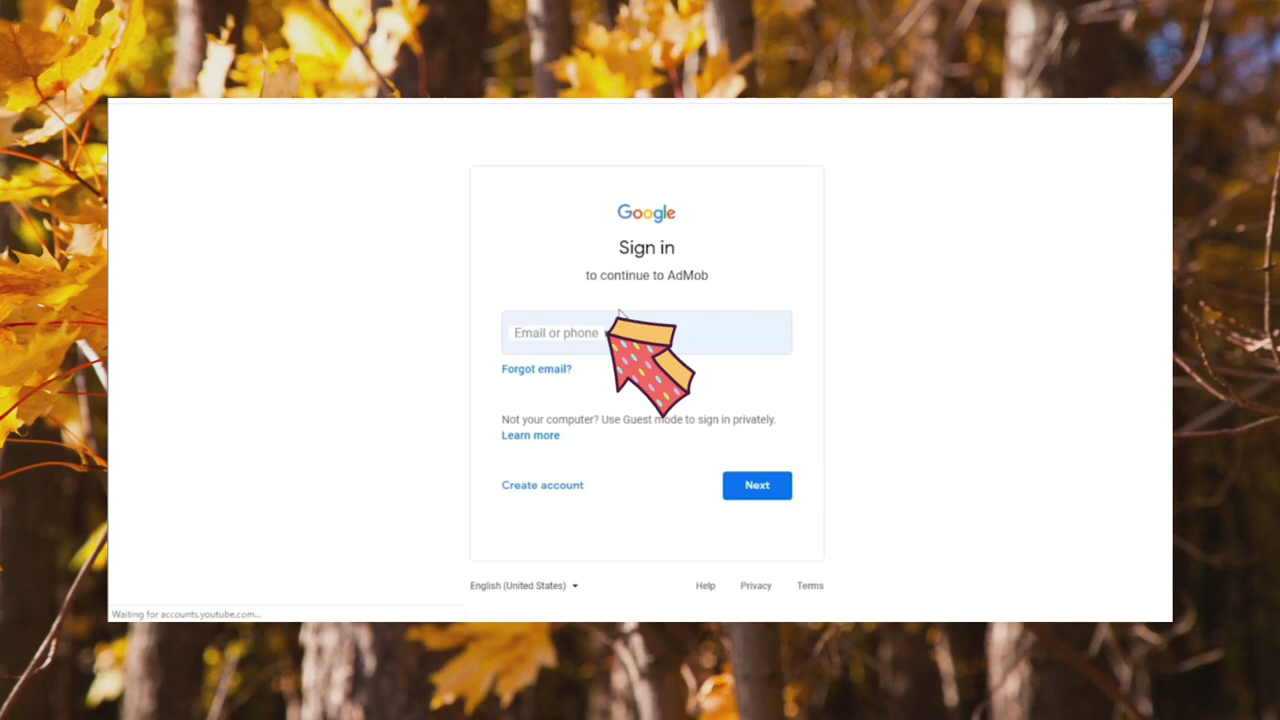 Google
Sign in
to continue to AdMob
Email or phone
Forgot email?
Not your computer? Use Guest mode to sign in privately.
Learn more
Create account
Next
English (United States)
Help Privacy Terms
Waiting for accounts.youtube.com...